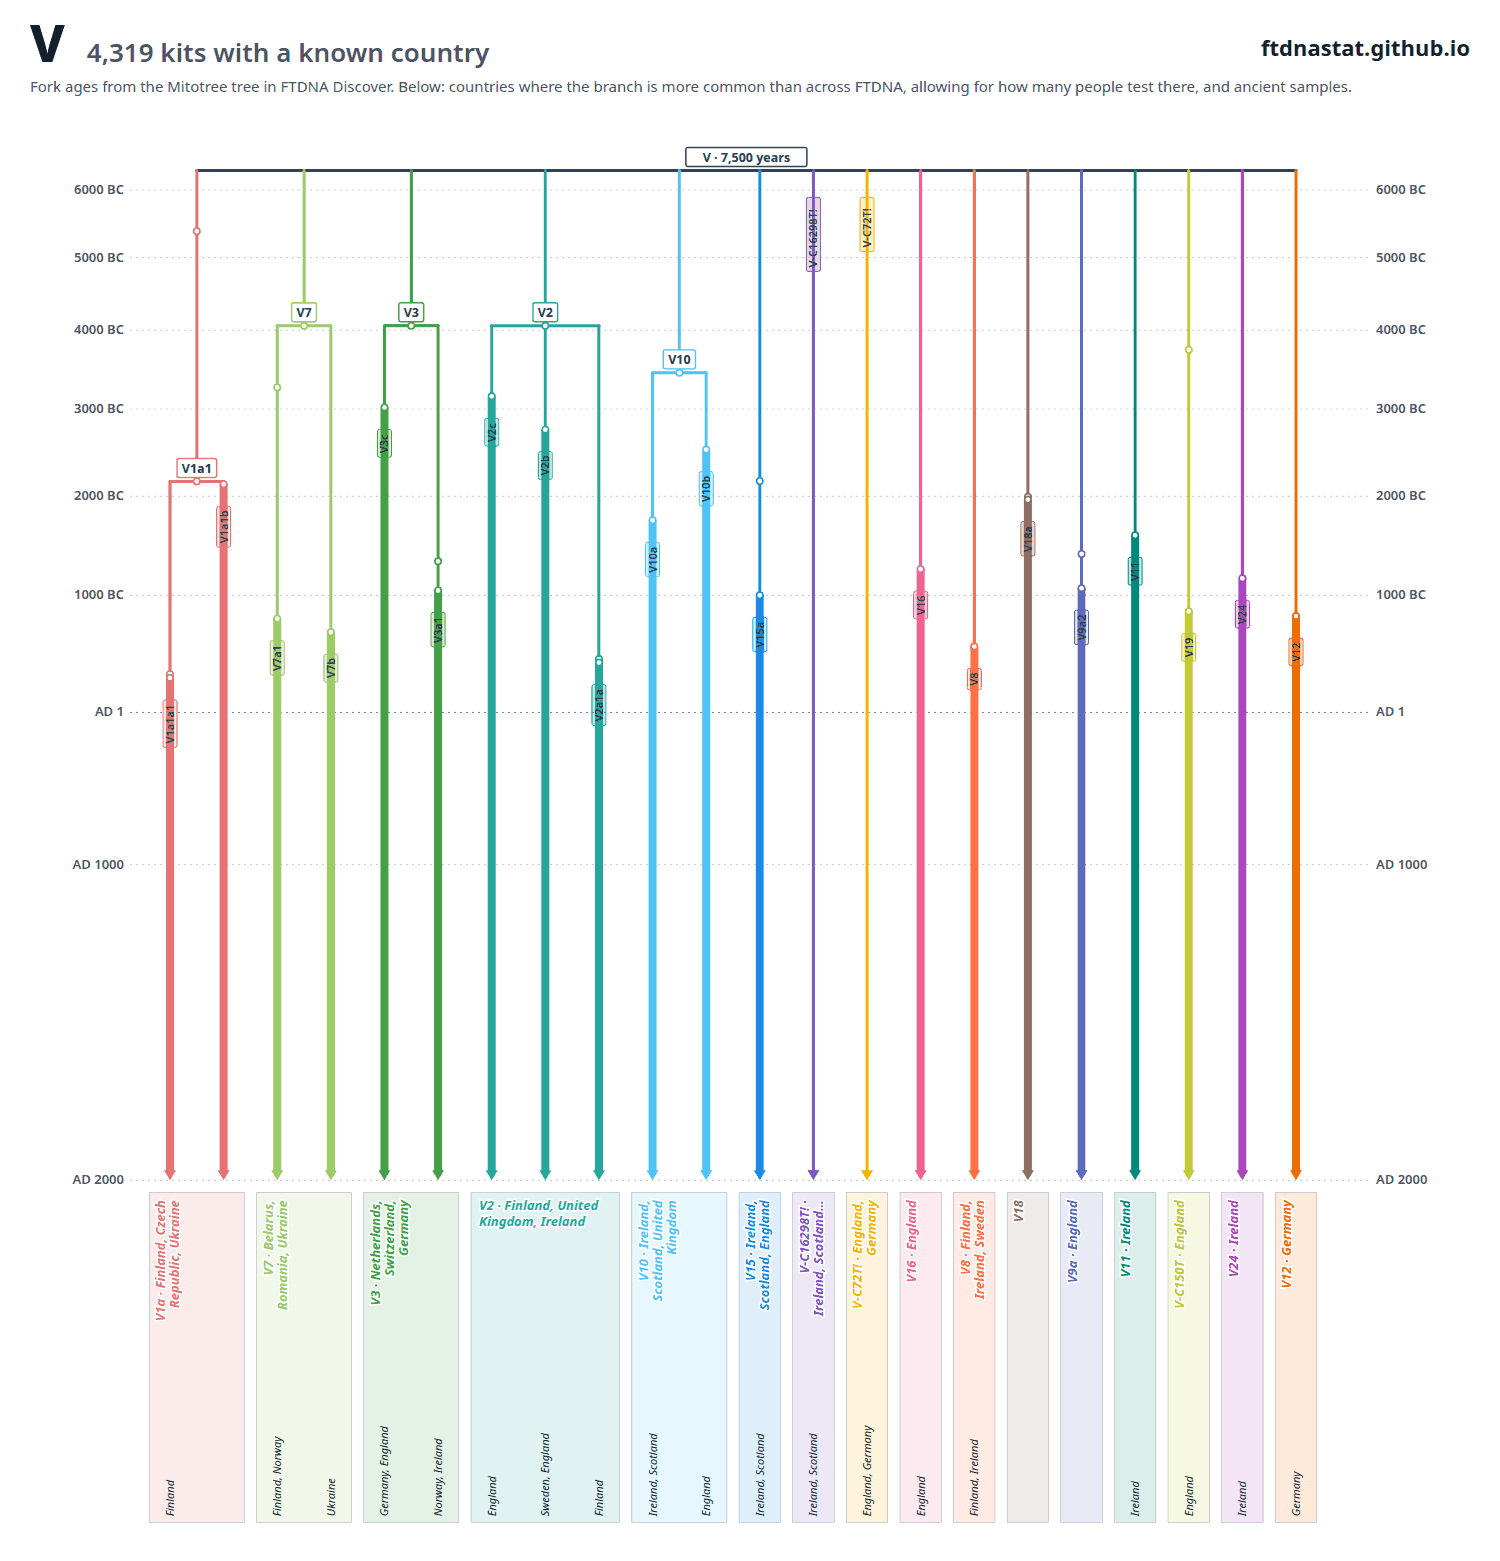 V 4,319 kits with a known country
ftdnastat.github.io
Fork ages from the Mitotree tree in FTDNA Discover. Below: countries where the branch is more common than across FTDNA, allowing for how many people test there, and ancient samples.
V · 7,500 years
6000 BC 6000 BC
V-C16298T! V-C72T!
5000 BC 5000 BC
V7 V3 V2
4000 BC 4000 BC
V10
3000 BC 3000 BC
V3c V2c V2b
V1a1
V10b
2000 BC 2000 BC
V1a1b V10a V18a V11
1000 BC 1000 BC
V16 V24
V7a1 V7b V3a1 V15a V8 V9a2 V19 V12
V2a1a
AD 1 AD 1
V1a1a1
AD 1000 AD 1000
AD 2000 AD 2000
V1a · Finland, Czech
Republic, Ukraine
V7 · Belarus,
Romania, Ukraine
V3 · Netherlands,
Switzerland,
Germany
V2 · Finland, United
Kingdom, Ireland
V10 · Ireland,
Scotland, United
Kingdom
V15 · Ireland,
Scotland, England
V-C16298T! ·
Ireland, Scotland...
V-C72T! · England,
Germany
V16 · England
V8 · Finland,
Ireland, Sweden
V18
V9a · England
V11 · Ireland
V-C150T · England
V24 · Ireland
V12 · Germany
Finland
Finland, Norway
Ukraine
Germany, England
Norway, Ireland
England
Sweden, England
Finland
Ireland, Scotland
England
Ireland, Scotland
Ireland, Scotland
England, Germany
England
Finland, Ireland
Ireland
England
Ireland
Germany